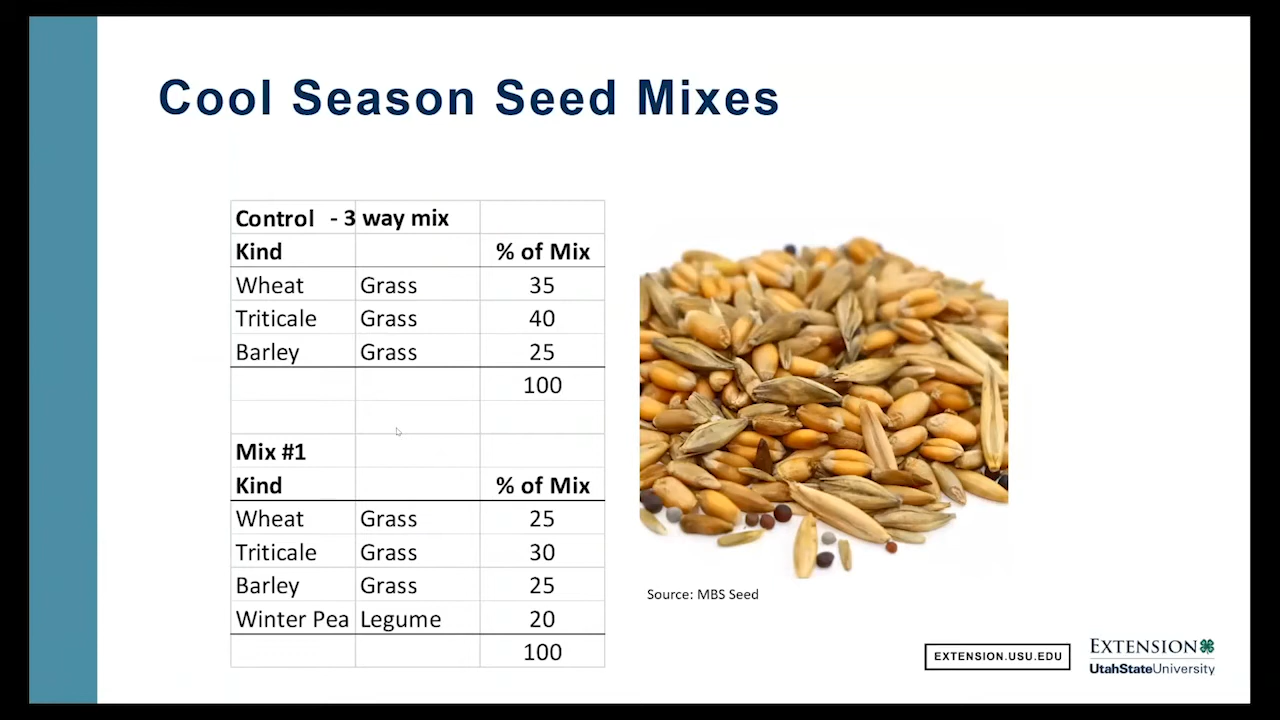 Cool Season Seed Mixes
Control - 3 way mix
Kind % of Mix
Wheat Grass 35
Triticale Grass 40
Barley Grass 25
100
Mix #1
Kind % of Mix
Wheat Grass 25
Triticale Grass 30
Barley Grass 25
Winter Pea Legume 20
100
Source: MBS Seed
EXTENSION.USU.EDU
EXTENSION
UtahStateUniversity